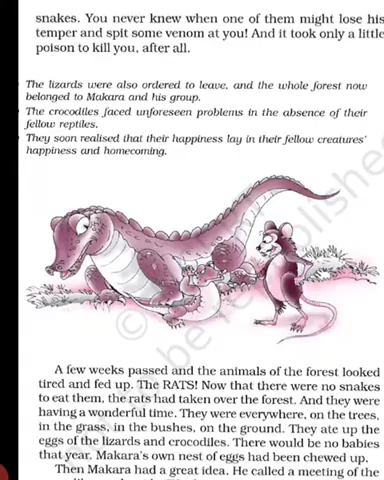 snakes. You never knew when one of them might lose his
temper and spit some venom at you! And it took only a little
poison to kill you, after all.
The lizards were also ordered to leave, and the whole forest now
belonged to Makara and his group.
The crocodiles faced unforeseen problems in the absence of their
fellow reptiles.
They soon realised that their happiness lay in their fellow creatures'
happiness and homecoming.
A few weeks passed and the animals of the forest looked
tired and fed up. The RATS! Now that there were no snakes
to eat them, the rats had taken over the forest. And they were
having a wonderful time. They were everywhere, on the trees,
in the grass, in the bushes, on the ground. They ate up the
eggs of the lizards and crocodiles. There would be no babies
that year. Makara's own nest of eggs had been chewed up.
Then Makara had a great idea. He called a meeting of the